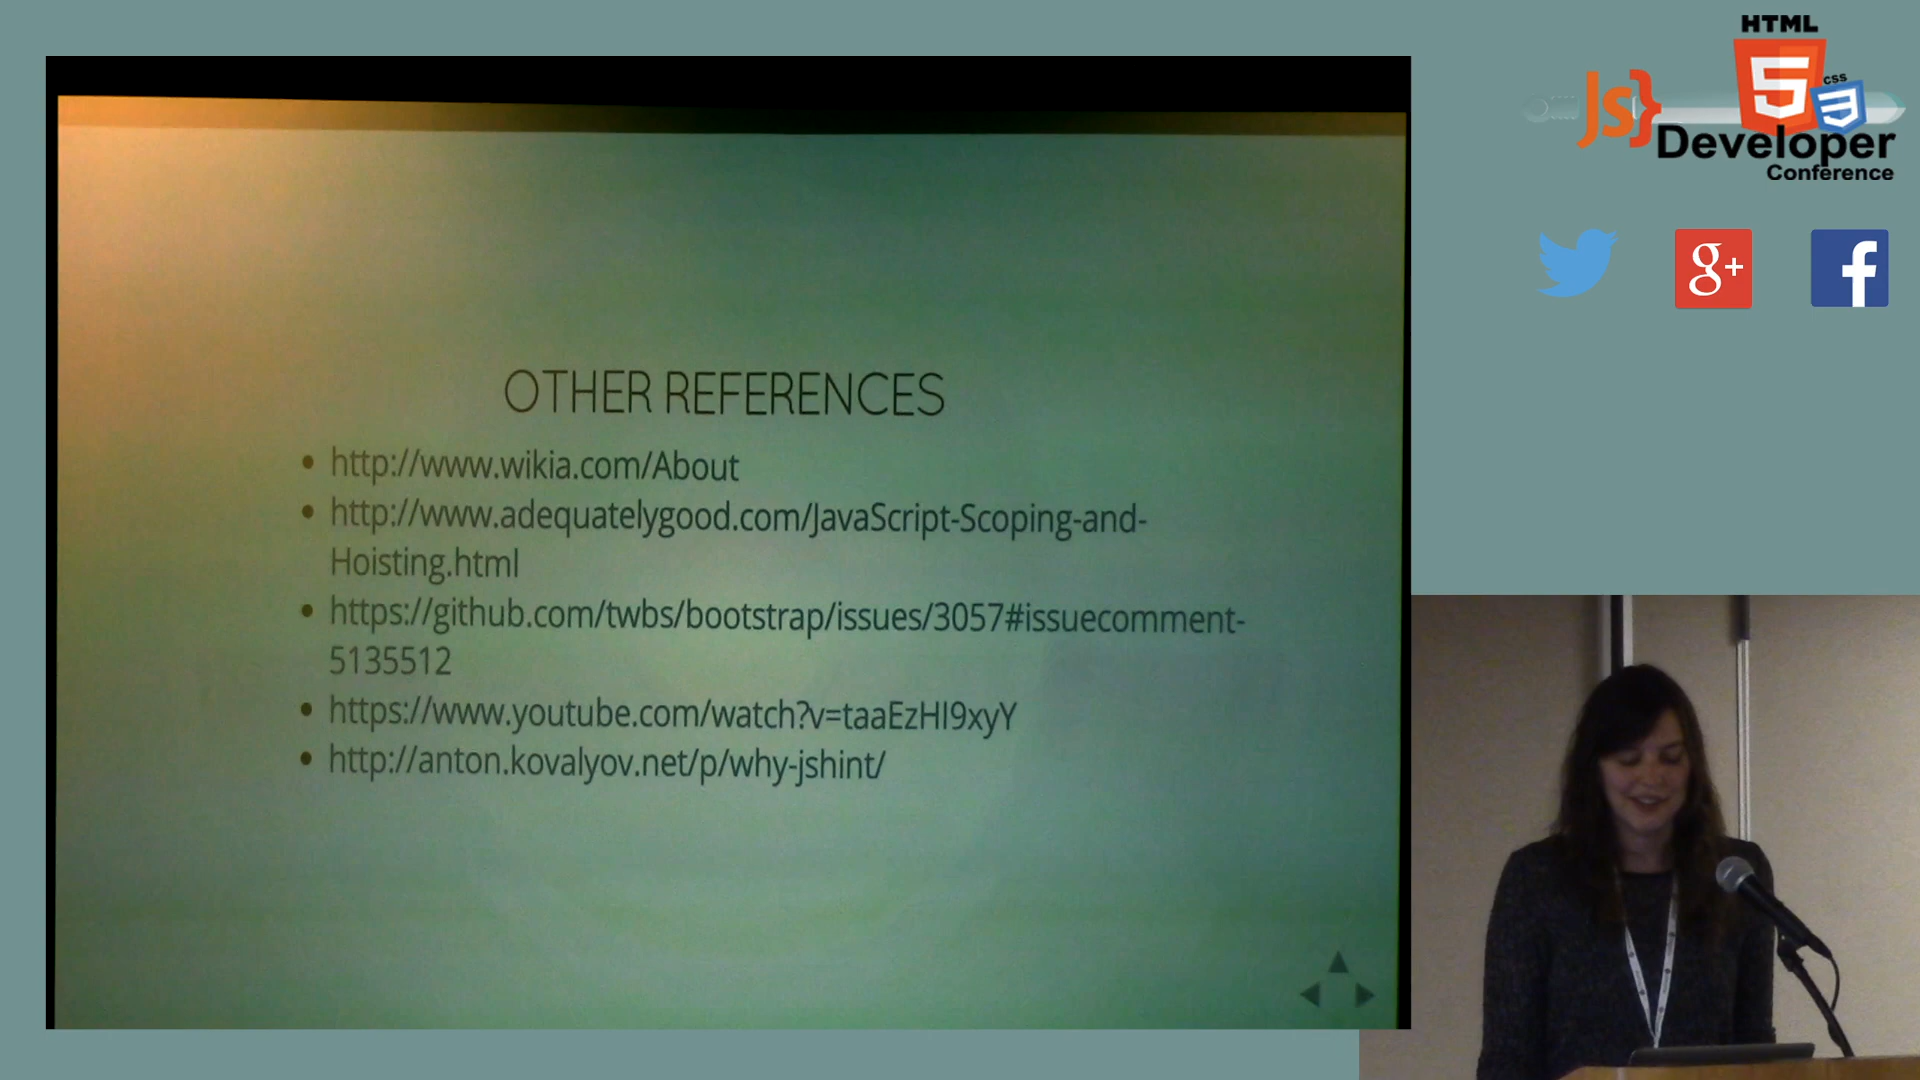 HTML
5
CSS
3
JS}
Developer
Conference
g+
f
OTHER REFERENCES
• http://www.wikia.com/About
• http://www.adequatelygood.com/JavaScript-Scoping-and-
Hoisting.html
• https://github.com/twbs/bootstrap/issues/3057#issuecomment-
5135512
• https://www.youtube.com/watch?v=taaEzHI9xyY
• http://anton.kovalyov.net/p/why-jshint/